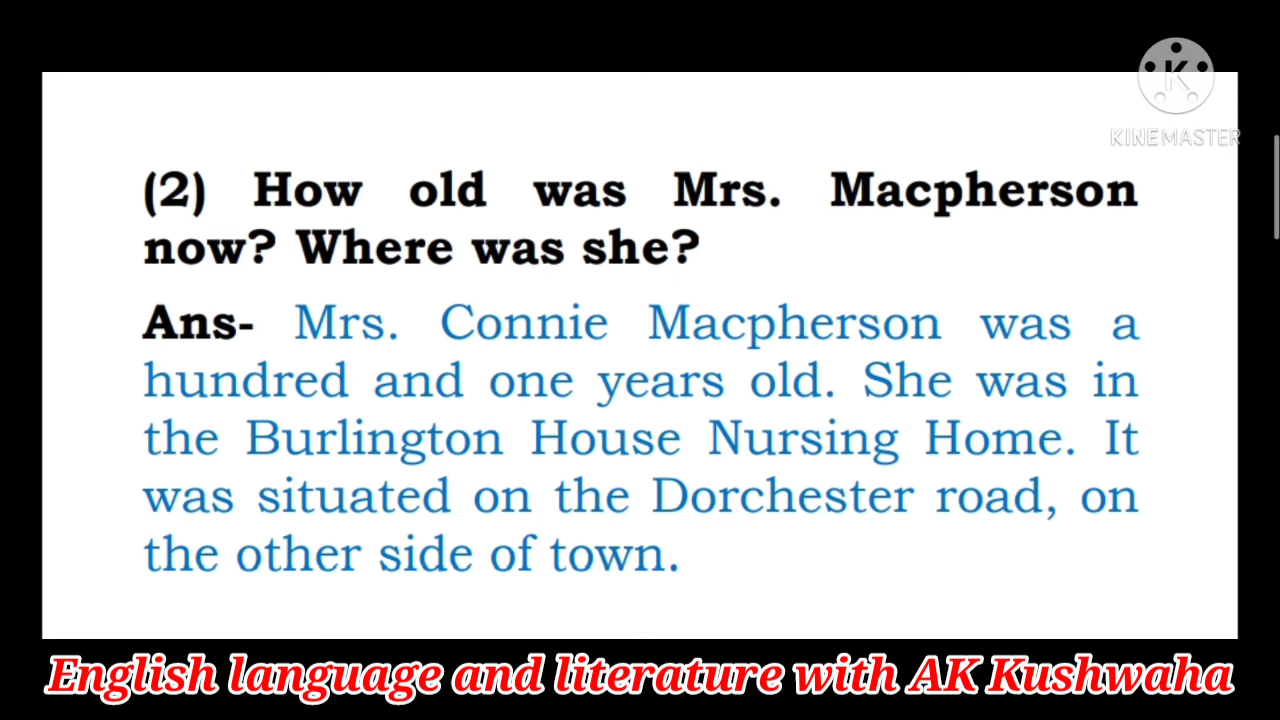 KINEMASTER
(2) How old was Mrs. Macpherson
now? Where was she?
Ans- Mrs. Connie Macpherson was a
hundred and one years old. She was in
the Burlington House Nursing Home. It
was situated on the Dorchester road, on
the other side of town.
English language and literature with AK Kushwaha